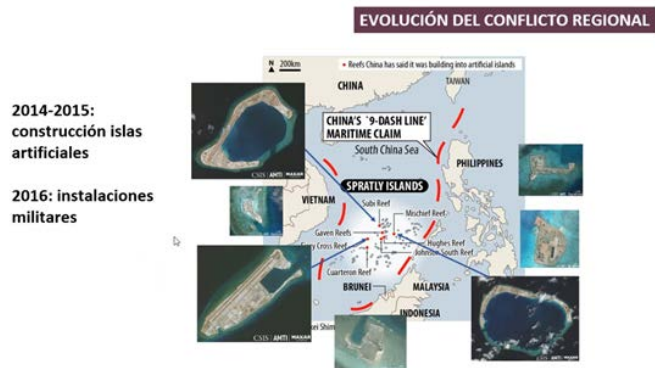 EVOLUCIÓN DEL CONFLICTO REGIONAL
2014-2015:
construcción islas
artificiales
2016: instalaciones
militares
N 200km
• Reefs China has said it was building into artificial islands
CHINA
TAIWAN
CHINA'S '9-DASH LINE'
MARITIME CLAIM
South China Sea
PHILIPPINES
SPRATLY ISLANDS
VIETNAM
Subi Reef
Mischief Reef
Gaven Reefs
Hughes Reef
Cross Reef
Johnson South Reef
Cuarteron Reef
BRUNEI
MALAYSIA
INDONESIA
CSIS AMTI MAXAR
CSIS AMTI MAXAR
CSIS AMTI MAXAR